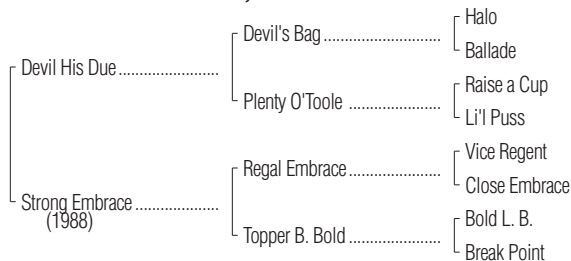 Halo
Devil's Bag
Ballade
Devil His Due
Raise a Cup
Plenty O'Toole
Li'l Puss
Vice Regent
Regal Embrace
Close Embrace
Strong Embrace
(1988)
Bold L. B.
Topper B. Bold
Break Point